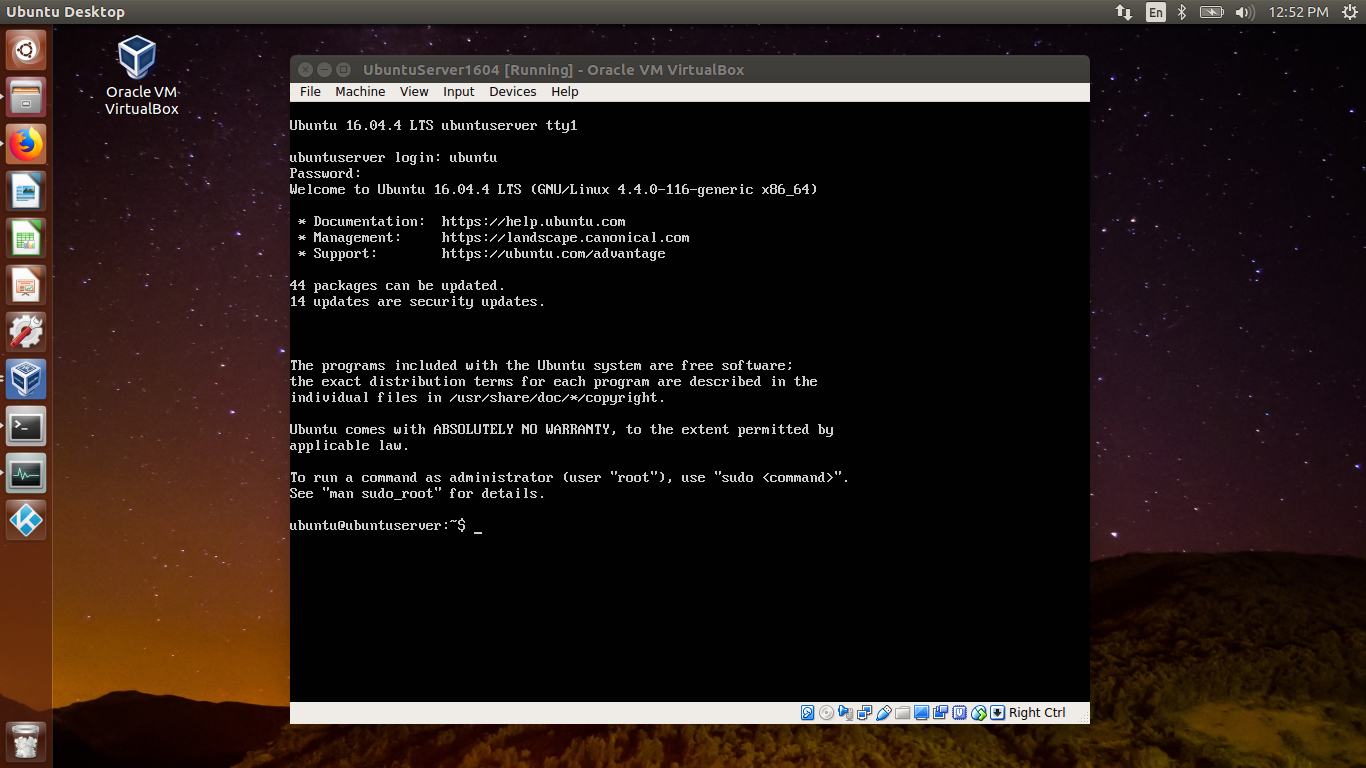 Ubuntu Desktop
En
12:52 PM
Oracle VM
VirtualBox
UbuntuServer1604 [Running] - Oracle VM VirtualBox
File Machine View Input Devices Help
Ubuntu 16.04.4 LTS ubuntuserver tty1
ubuntuserver login: ubuntu
Password:
Welcome to Ubuntu 16.04.4 LTS (GNU/Linux 4.4.0-116-generic x86_64)
* Documentation:  https://help.ubuntu.com
* Management:     https://landscape.canonical.com
* Support:        https://ubuntu.com/advantage
44 packages can be updated.
14 updates are security updates.
The programs included with the Ubuntu system are free software;
the exact distribution terms for each program are described in the
individual files in /usr/share/doc/*/copyright.
Ubuntu comes with ABSOLUTELY NO WARRANTY, to the extent permitted by
applicable law.
To run a command as administrator (user "root"), use "sudo <command>".
See "man sudo_root" for details.
ubuntu@ubuntuserver:~$ _
Right Ctrl